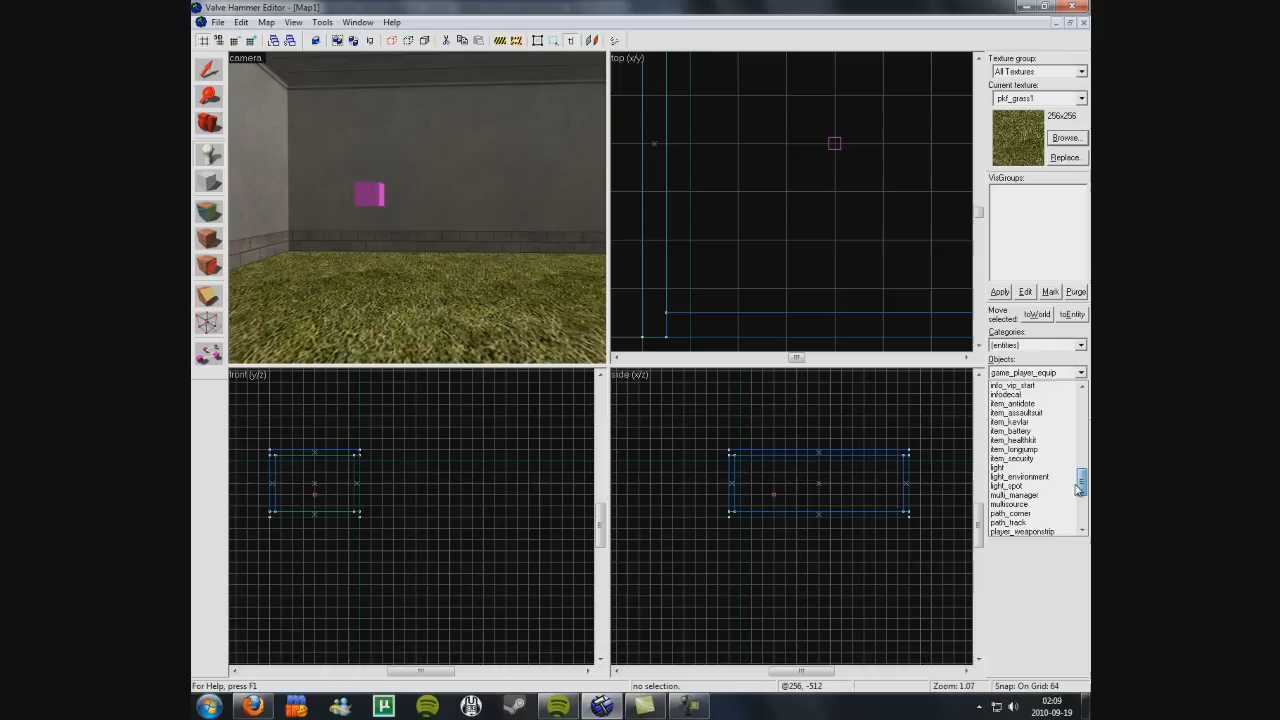 Valve Hammer Editor - [Map1]
File Edit Map View Tools Window Help
camera
top (x/y)
front (y/z)
side (x/z)
Texture group:
All Textures
Current texture:
pkf_grass1
256x256
Browse...
Replace...
VisGroups:
Apply Edit Mark Purge
Move
selected:
toWorld toEntity
Categories:
(entities)
Objects:
game_player_equip
info_vip_start
infodecal
item_antidote
item_assaultsuit
item_kevlar
item_battery
item_healthkit
item_longjump
item_security
light
light_environment
light_spot
multi_manager
multisource
path_corner
path_track
player_weaponstrip
For Help, press F1
no selection.
@256, -512
Zoom: 1.07
Snap: On Grid: 64
02:09
2010-09-19